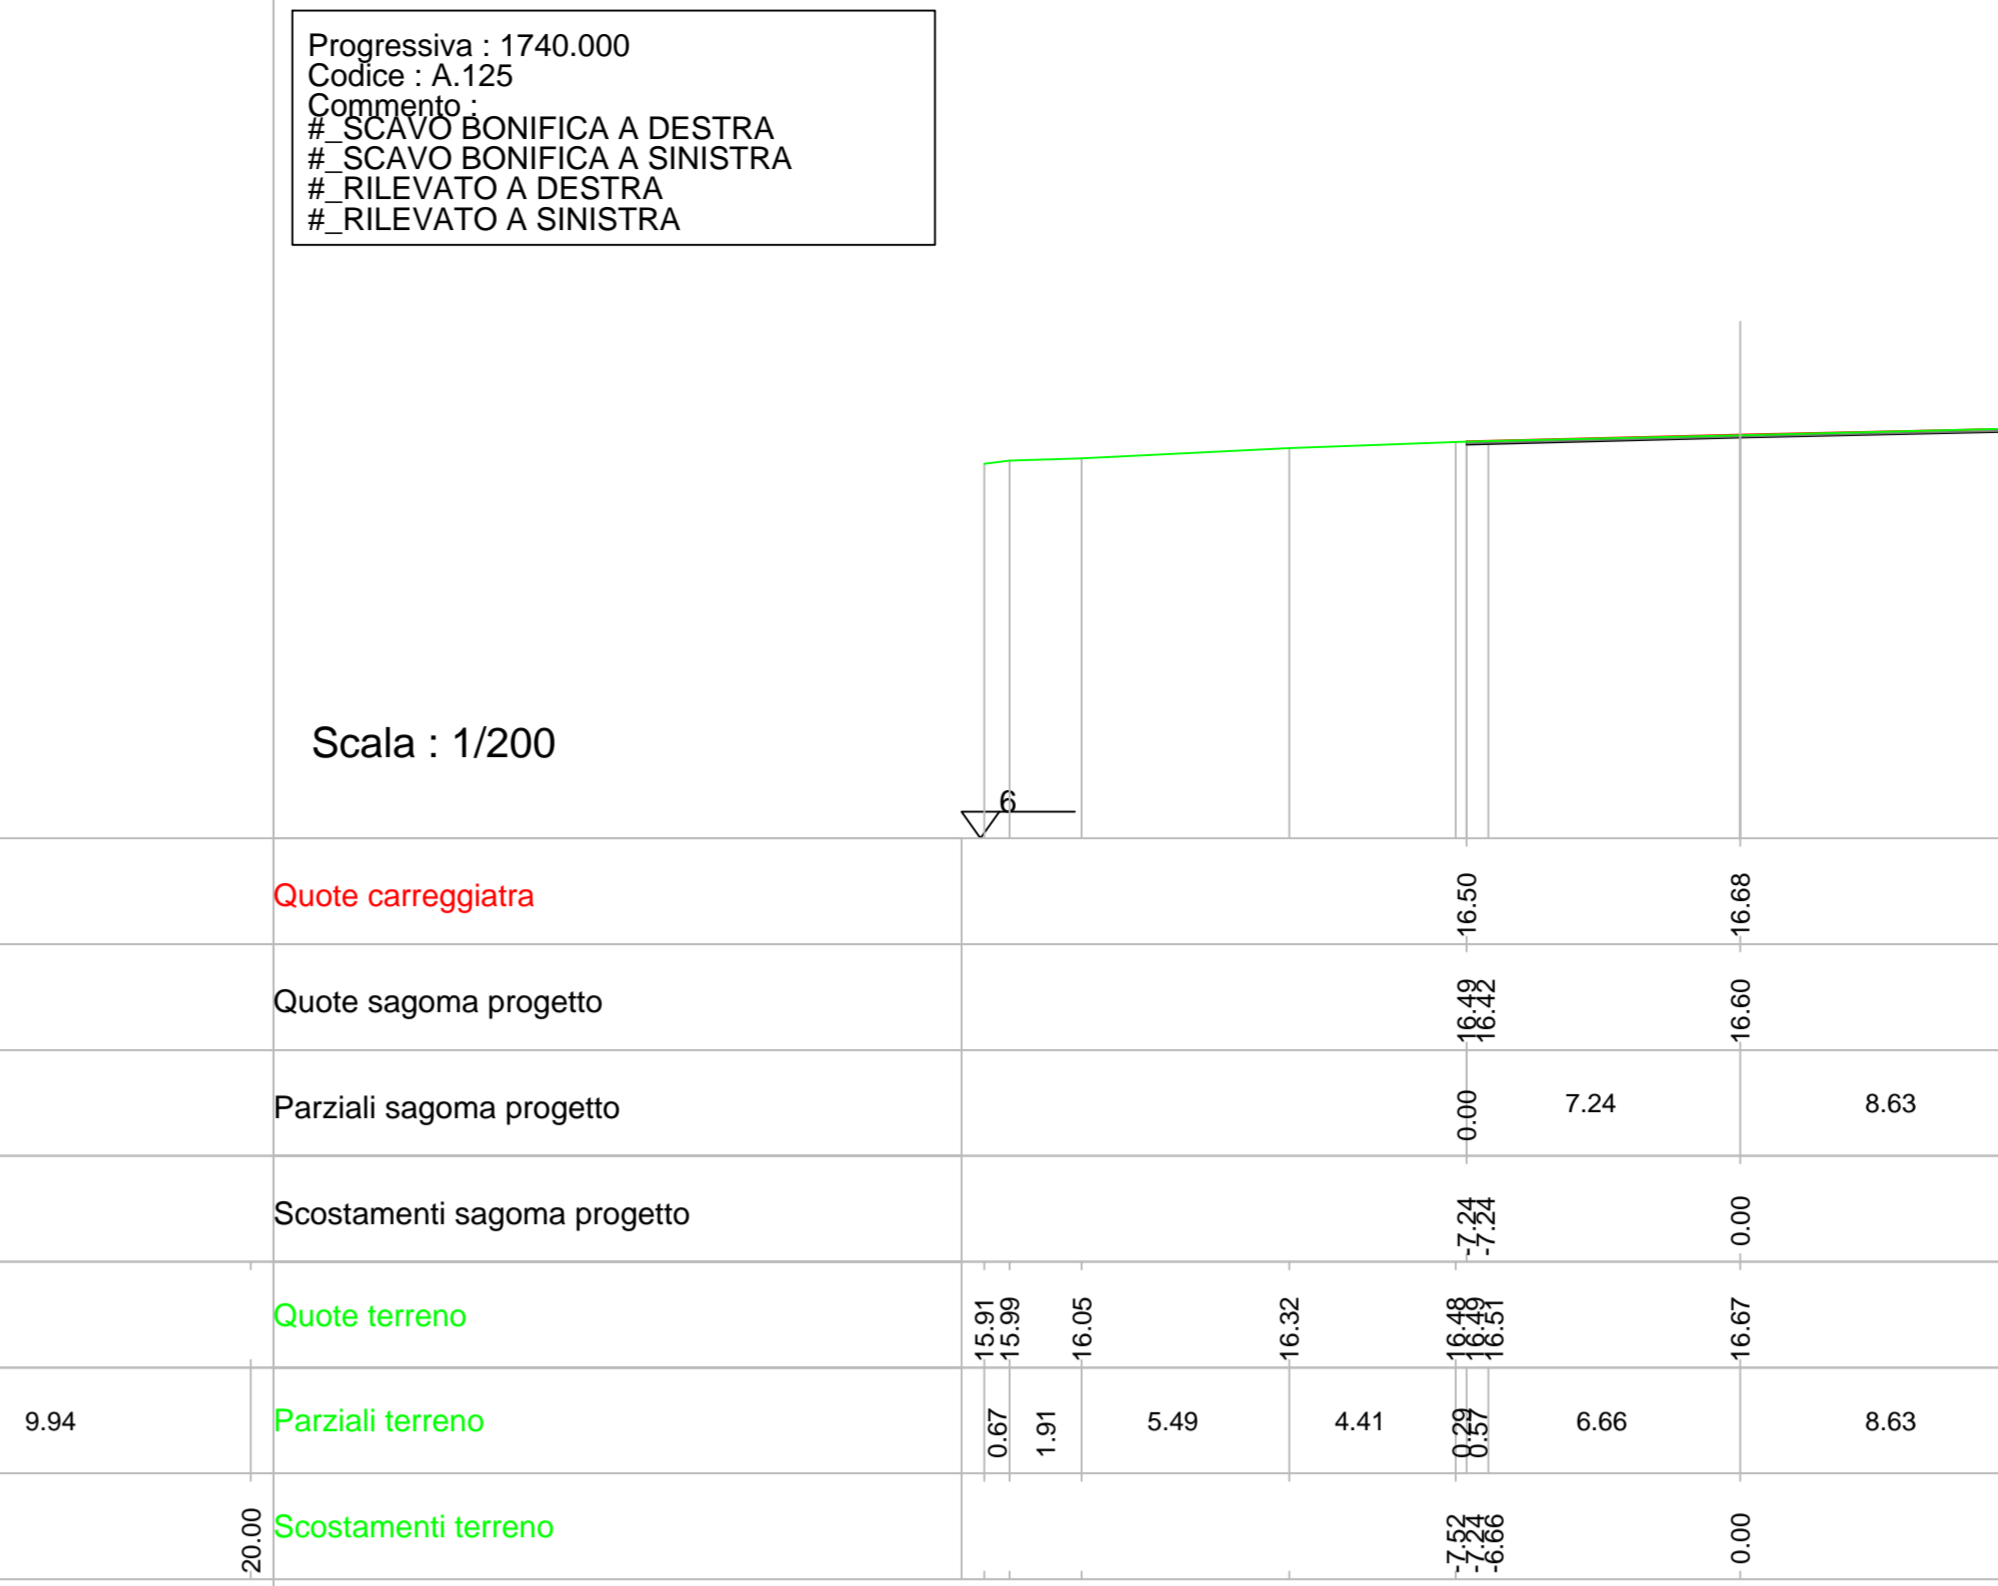 Progressiva : 1740.000
Codice : A.125
Commento :
#_SCAVO BONIFICA A DESTRA
#_SCAVO BONIFICA A SINISTRA
#_RILEVATO A DESTRA
#_RILEVATO A SINISTRA
Scala : 1/200
6
Quote carreggiatra 16.50 16.68
Quote sagoma progetto 16.49 16.42 16.60
Parziali sagoma progetto 0.00 7.24 8.63
Scostamenti sagoma progetto -7.24 -7.24 0.00
Quote terreno 15.91 15.99 16.05 16.32 16.48 16.49 16.51 16.67
9.94 Parziali terreno 0.67 1.91 5.49 4.41 0.29 0.57 6.66 8.63
20.00 Scostamenti terreno -7.52 -7.24 -6.66 0.00